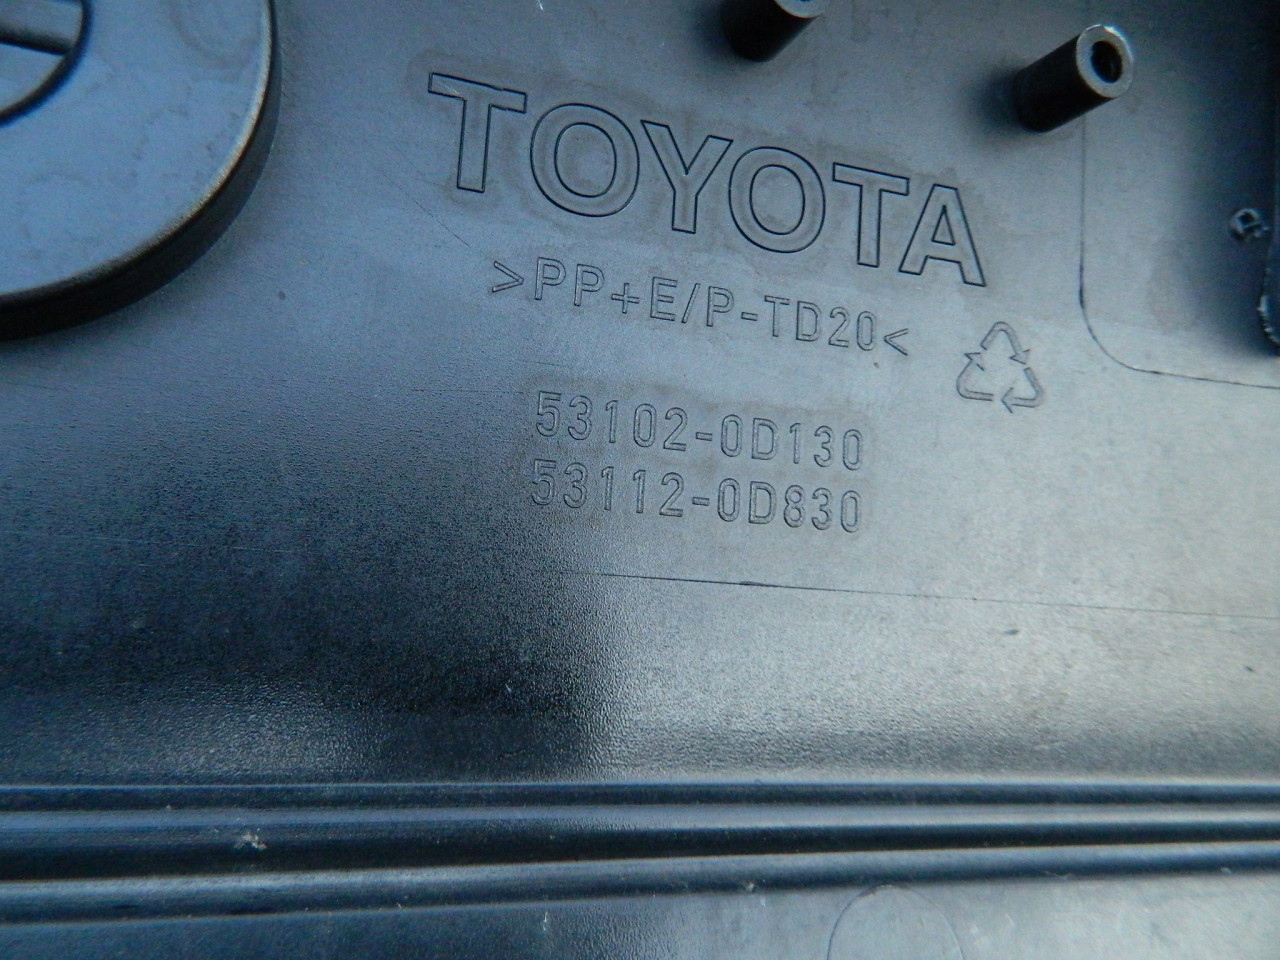 TOYOTA
>PP+E/P-TD20<
53102-0D130
53112-0D830